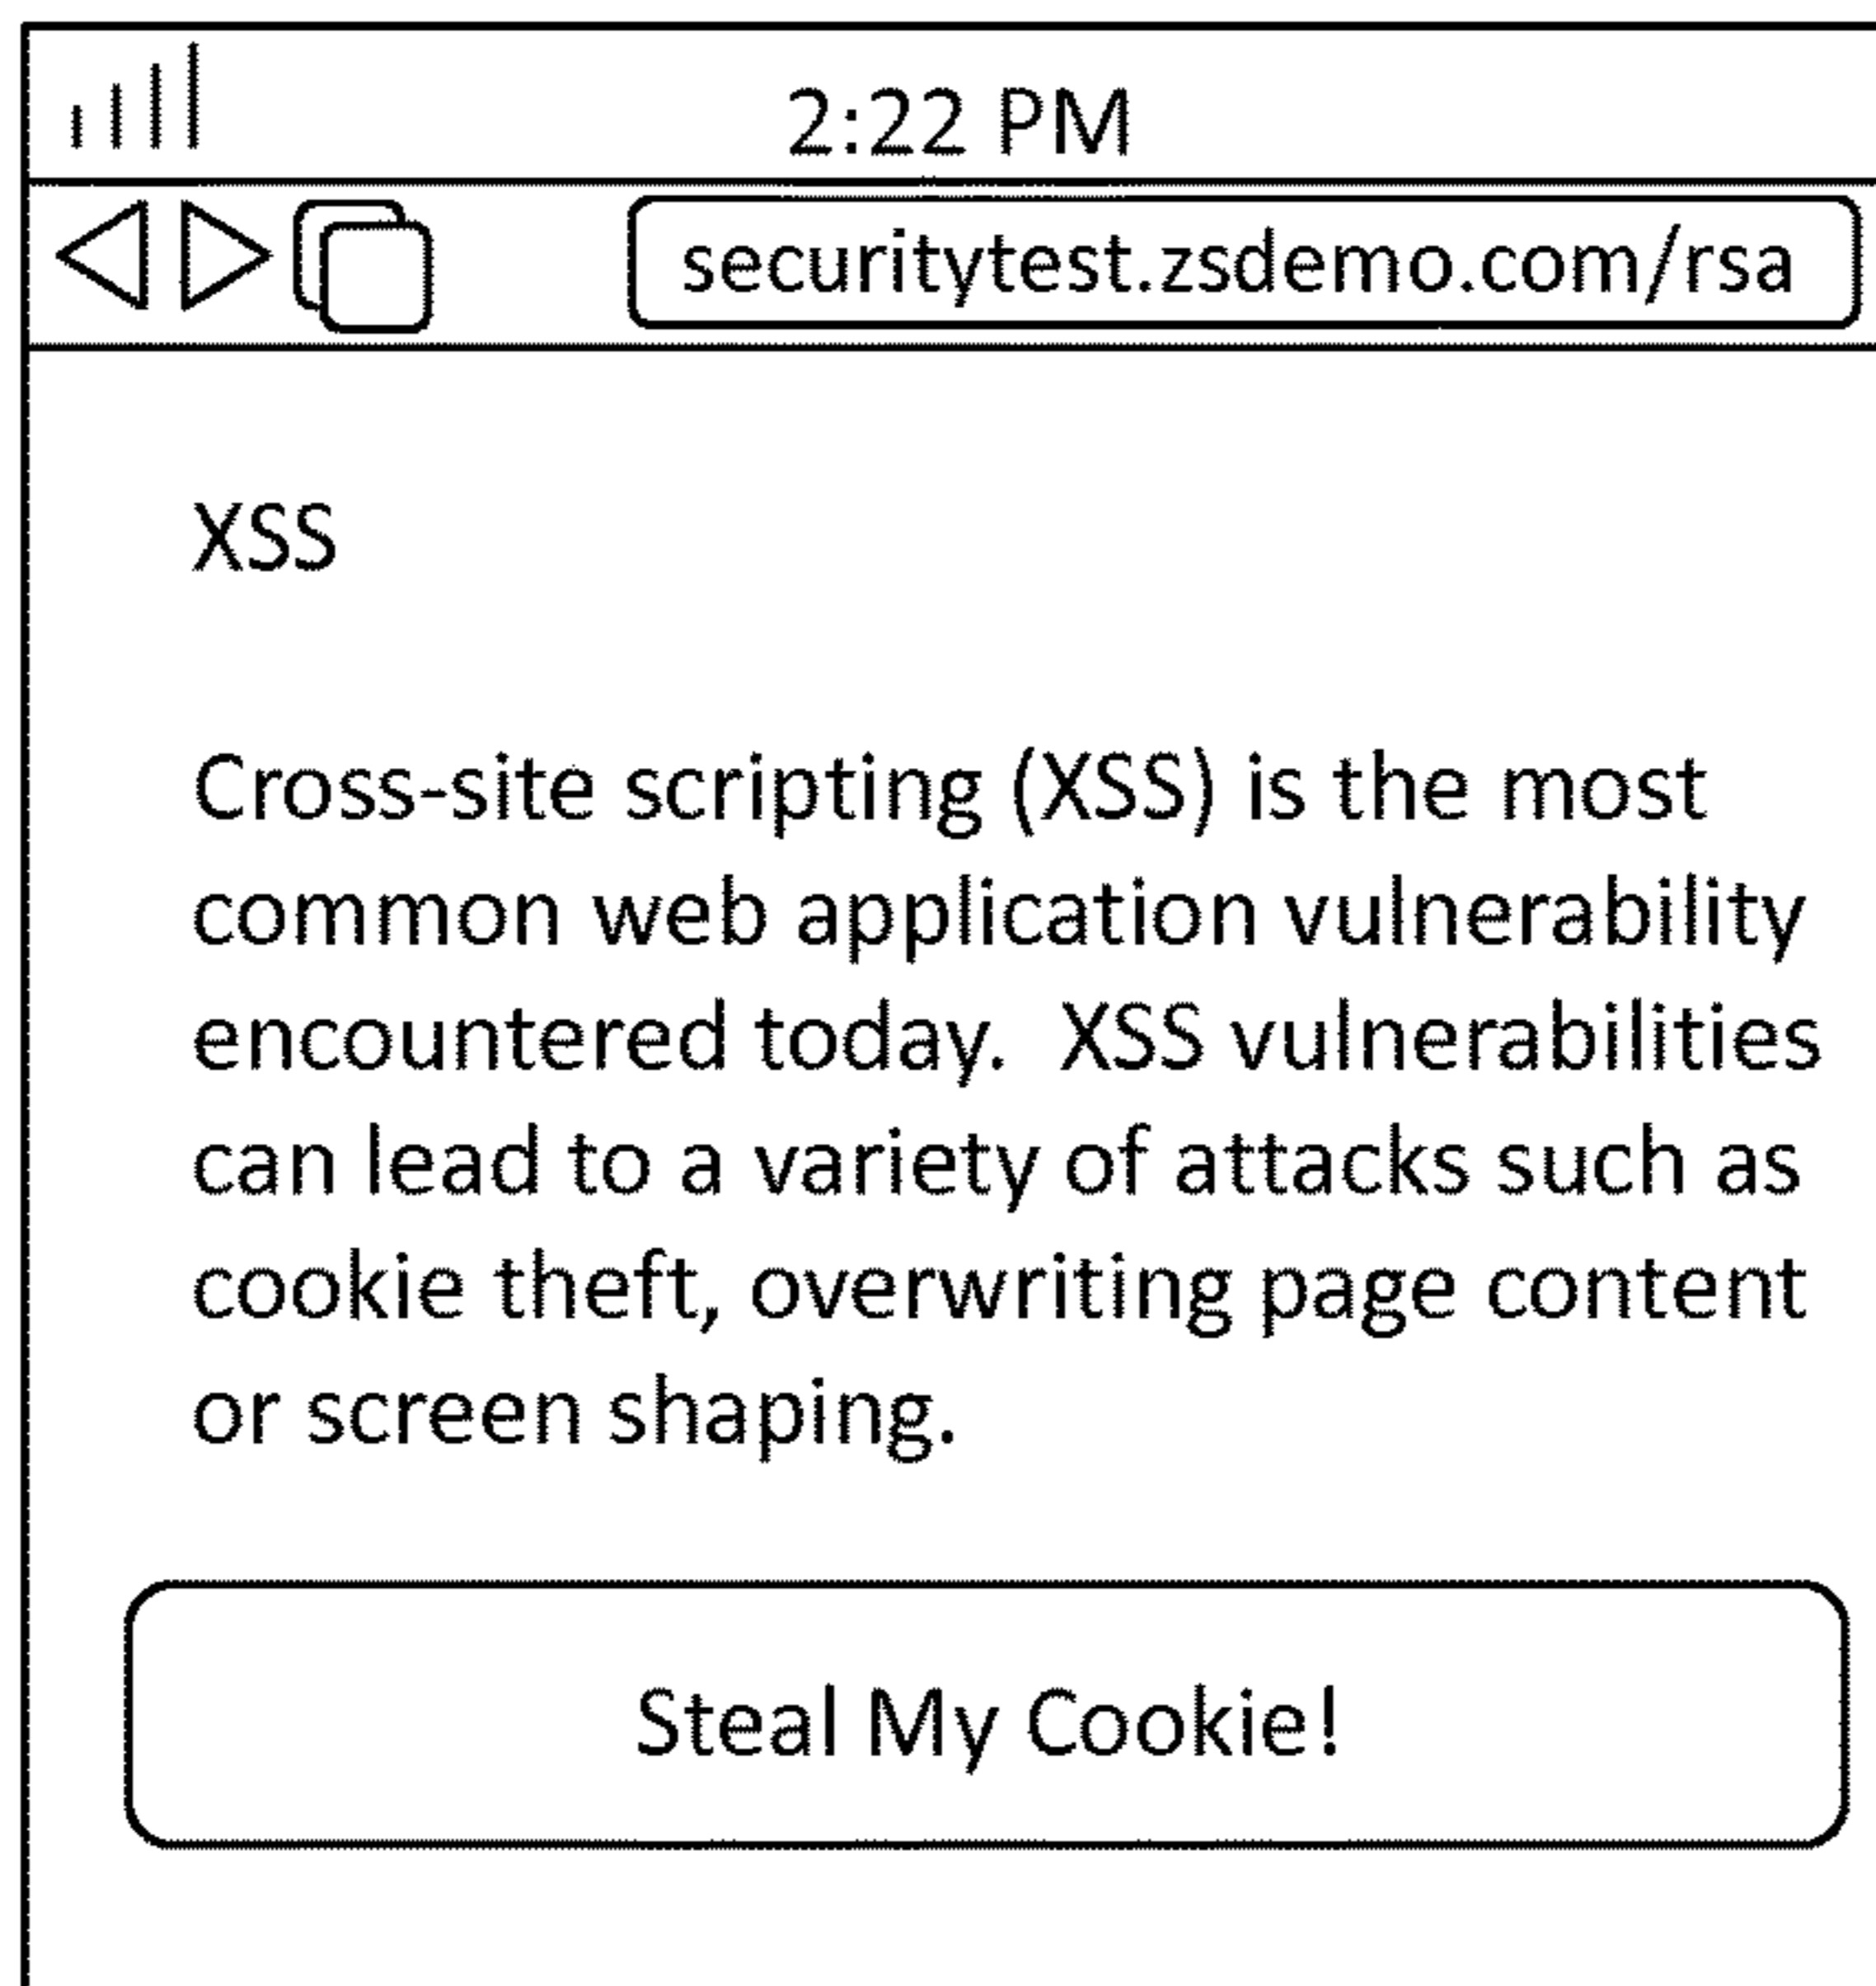 2:22 PM
securitytest.zsdemo.com/rsa
XSS
Cross-site scripting (XSS) is the most
common web application vulnerability
encountered today.  XSS vulnerabilities
can lead to a variety of attacks such as
cookie theft, overwriting page content
or screen shaping.
Steal My Cookie!